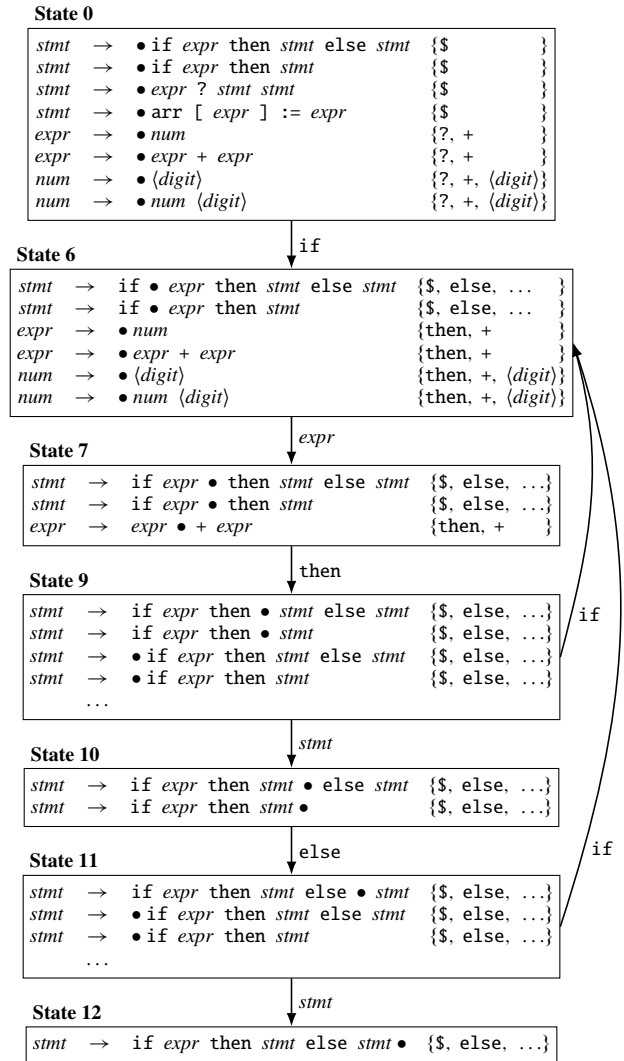 State 0
stmt → • if expr then stmt else stmt {$ }
stmt → • if expr then stmt {$ }
stmt → • expr ? stmt stmt {$ }
stmt → • arr [ expr ] := expr {$ }
expr → • num {?, + }
expr → • expr + expr {?, + }
num → • ⟨digit⟩ {?, +, ⟨digit⟩}
num → • num ⟨digit⟩ {?, +, ⟨digit⟩}
if
State 6
stmt → if • expr then stmt else stmt {$, else, ... }
stmt → if • expr then stmt {$, else, ... }
expr → • num {then, + }
expr → • expr + expr {then, + }
num → • ⟨digit⟩ {then, +, ⟨digit⟩}
num → • num ⟨digit⟩ {then, +, ⟨digit⟩}
expr
State 7
stmt → if expr • then stmt else stmt {$, else, ...}
stmt → if expr • then stmt {$, else, ...}
expr → expr • + expr {then, + }
then
State 9
stmt → if expr then • stmt else stmt {$, else, ...}
stmt → if expr then • stmt {$, else, ...}
stmt → • if expr then stmt else stmt {$, else, ...}
stmt → • if expr then stmt {$, else, ...}
...
if
stmt
State 10
stmt → if expr then stmt • else stmt {$, else, ...}
stmt → if expr then stmt • {$, else, ...}
else
if
State 11
stmt → if expr then stmt else • stmt {$, else, ...}
stmt → • if expr then stmt else stmt {$, else, ...}
stmt → • if expr then stmt {$, else, ...}
...
stmt
State 12
stmt → if expr then stmt else stmt • {$, else, ...}